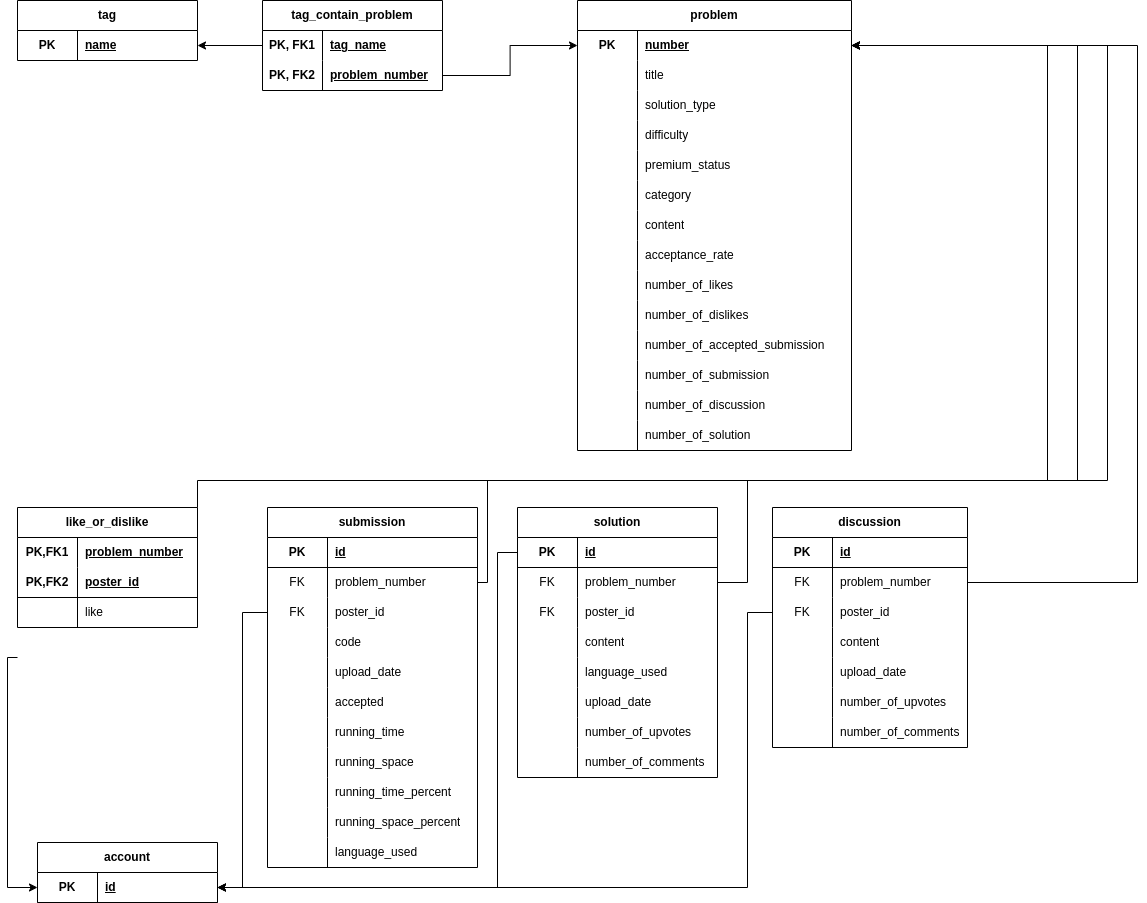 tag
PK name
tag_contain_problem
PK, FK1 tag_name
PK, FK2 problem_number
problem
PK number
title
solution_type
difficulty
premium_status
category
content
acceptance_rate
number_of_likes
number_of_dislikes
number_of_accepted_submission
number_of_submission
number_of_discussion
number_of_solution
like_or_dislike
PK,FK1 problem_number
PK,FK2 poster_id
like
submission
PK id
FK problem_number
FK poster_id
code
upload_date
accepted
running_time
running_space
running_time_percent
running_space_percent
language_used
solution
PK id
FK problem_number
FK poster_id
content
language_used
upload_date
number_of_upvotes
number_of_comments
discussion
PK id
FK problem_number
FK poster_id
content
upload_date
number_of_upvotes
number_of_comments
account
PK id